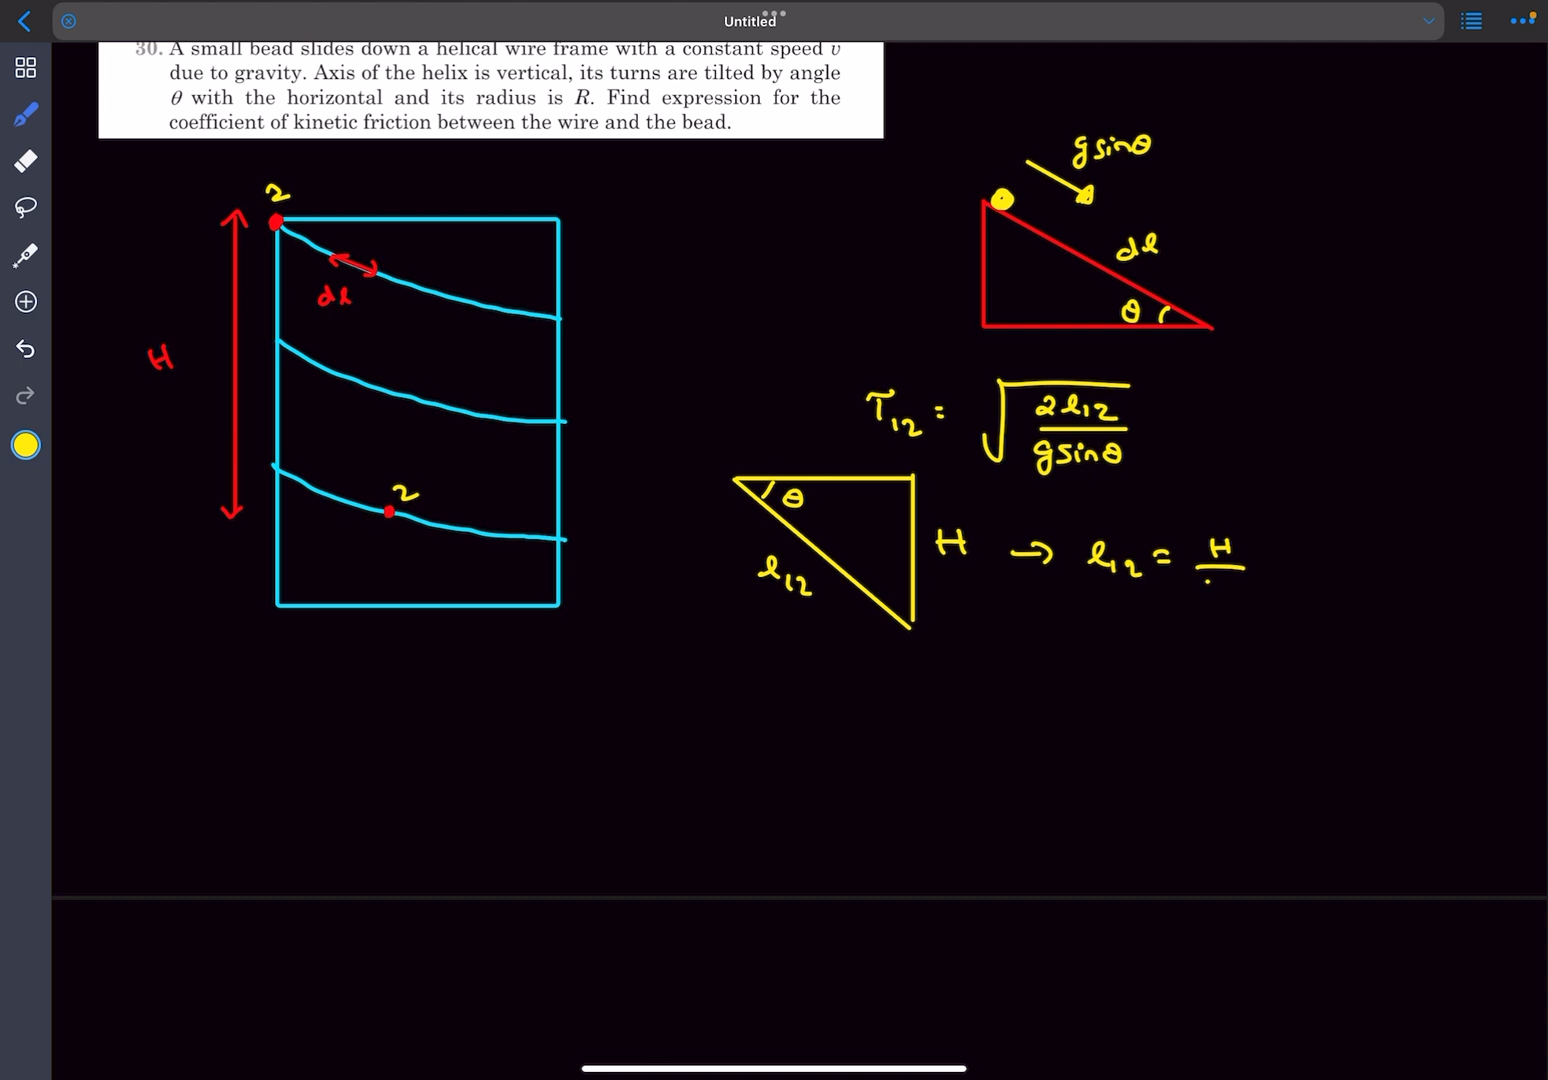 Untitled
30. A small bead slides down a helical wire frame with a constant speed v
due to gravity. Axis of the helix is vertical, its turns are tilted by angle
θ with the horizontal and its radius is R. Find expression for the
coefficient of kinetic friction between the wire and the bead.
2
dl
H
2
g sinθ
dl
θ
T₁₂ = √(2l₁₂ / g sinθ)
θ
l₁₂
H → l₁₂ = H/